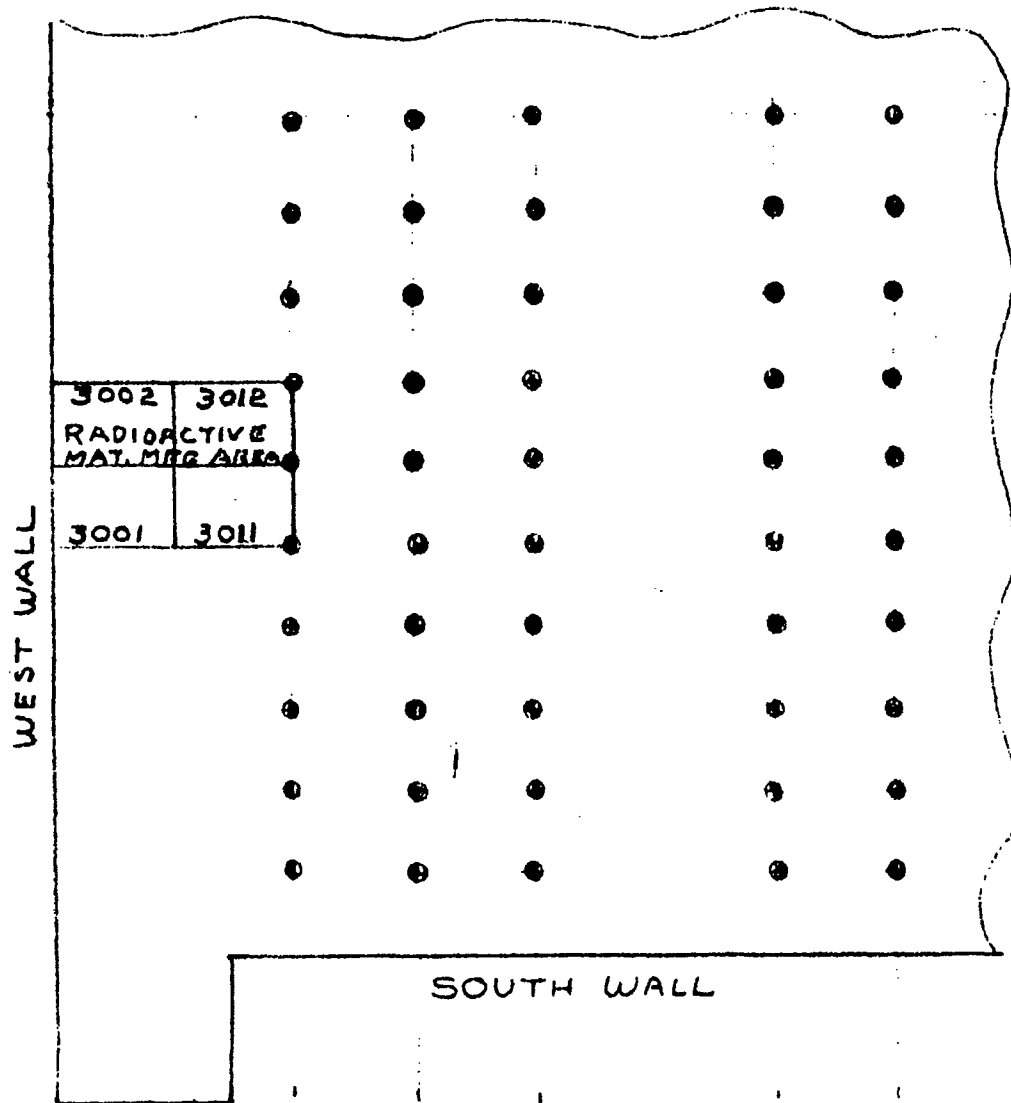 3002 3012
RADIOACTIVE
MAT. MFG AREA
3001 3011
WEST WALL
SOUTH WALL